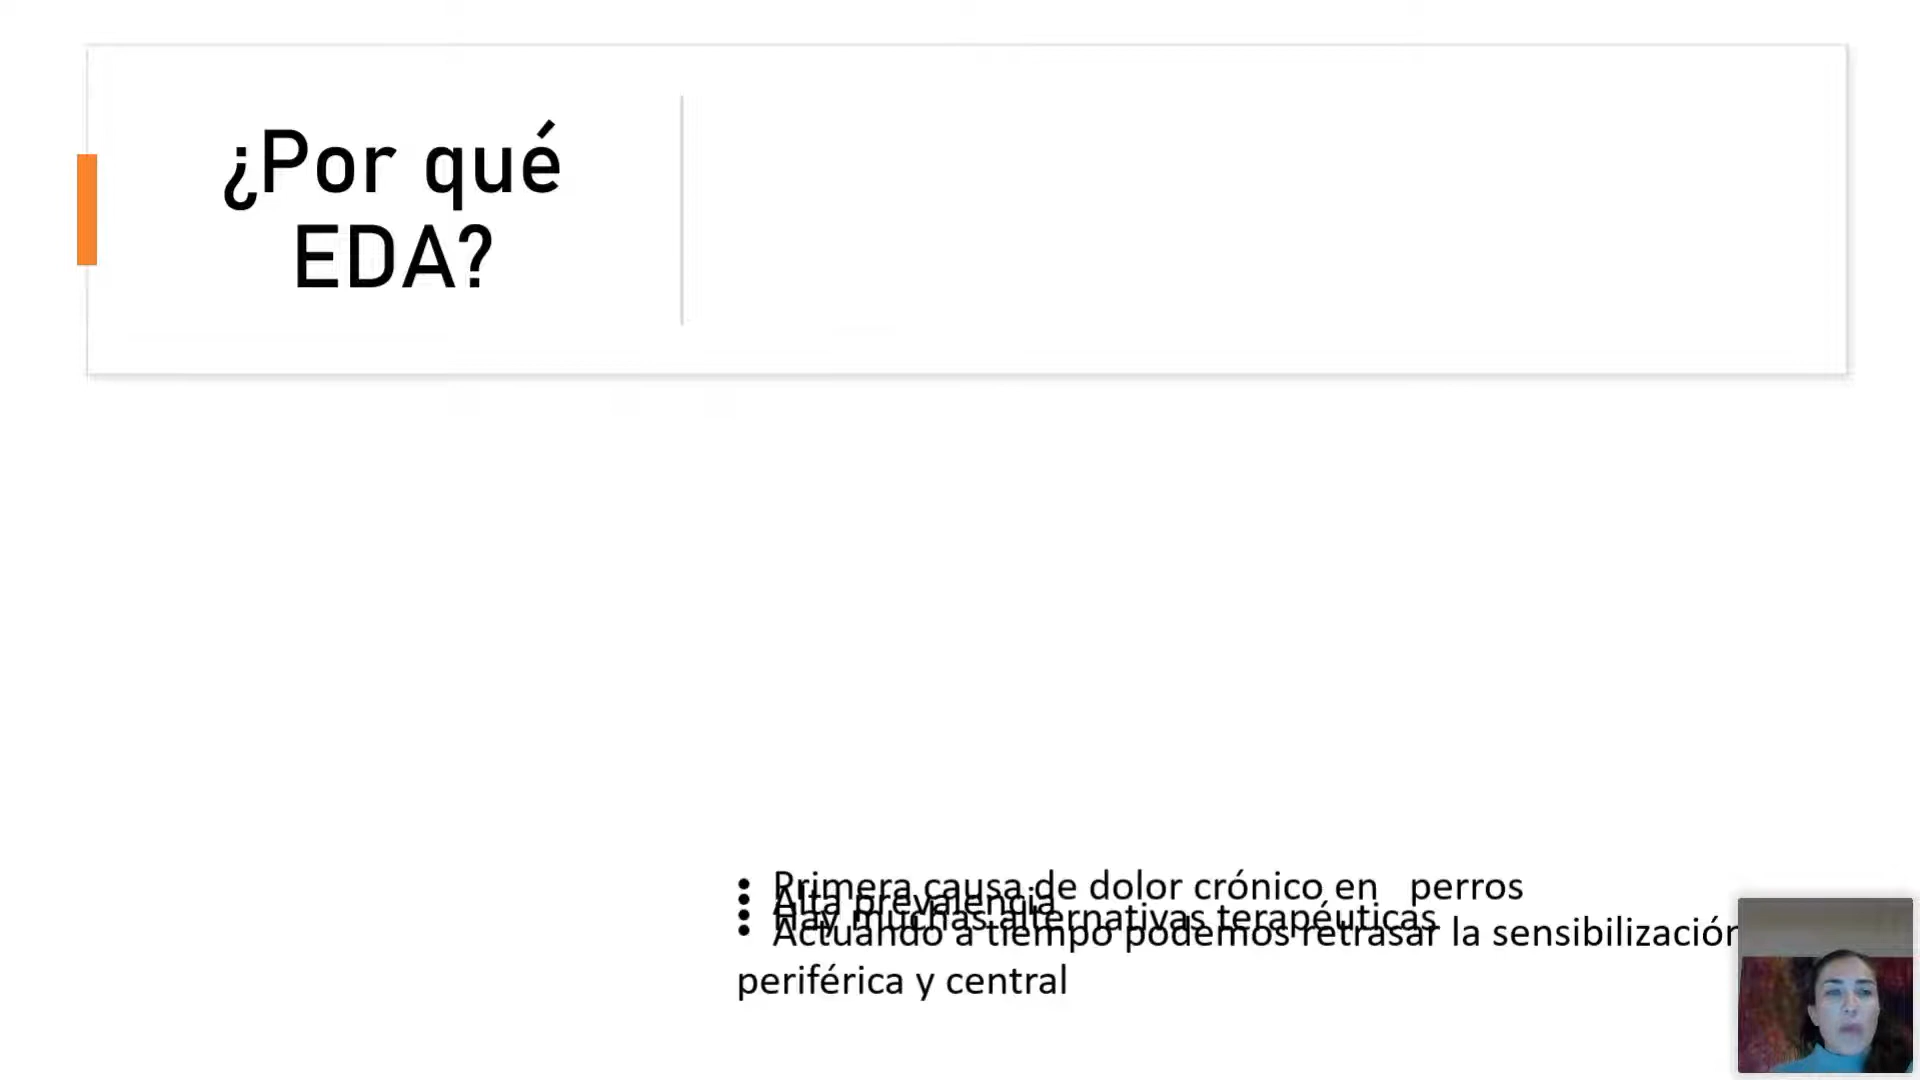 ¿Por qué
EDA?
• Primera causa de dolor crónico en perros
• Alta prevalencia
• Hay muchas alternativas terapéuticas
• Actuando a tiempo podemos retrasar la sensibilización
periférica y central